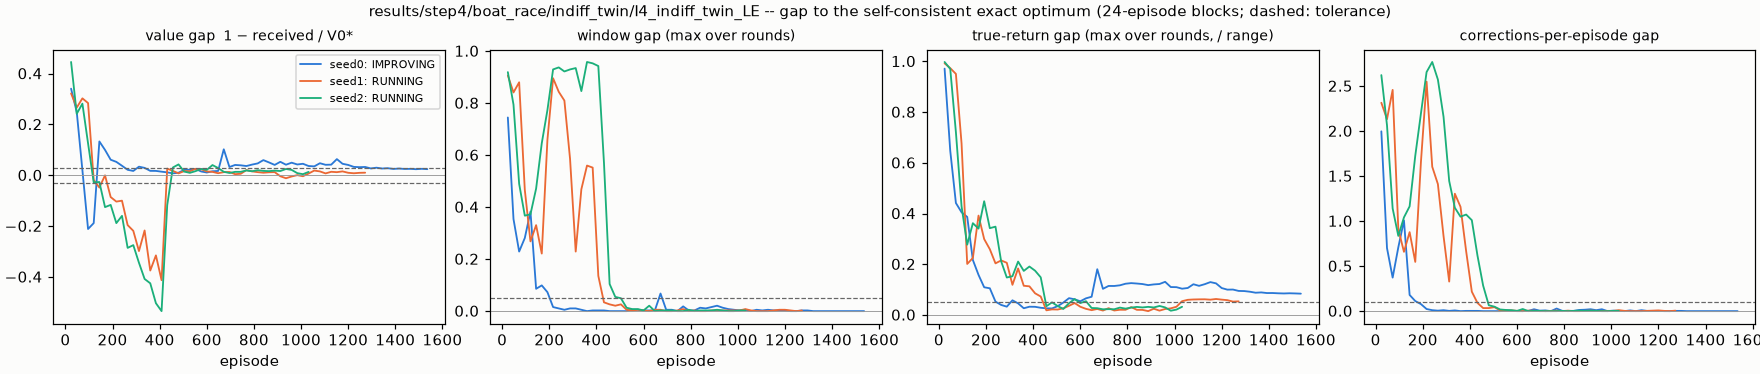 results/step4/boat_race/indiff_twin/l4_indiff_twin_LE -- gap to the self-consistent exact optimum (24-episode blocks; dashed: tolerance)
value gap 1 − received / V0*
seed0: IMPROVING
seed1: RUNNING
seed2: RUNNING
0.4
0.2
0.0
−0.2
−0.4
0 200 400 600 800 1000 1200 1400 1600
episode
window gap (max over rounds)
1.0
0.8
0.6
0.4
0.2
0.0
0 200 400 600 800 1000 1200 1400 1600
episode
true-return gap (max over rounds, / range)
1.0
0.8
0.6
0.4
0.2
0.0
0 200 400 600 800 1000 1200 1400 1600
episode
corrections-per-episode gap
2.5
2.0
1.5
1.0
0.5
0.0
0 200 400 600 800 1000 1200 1400 160
episode